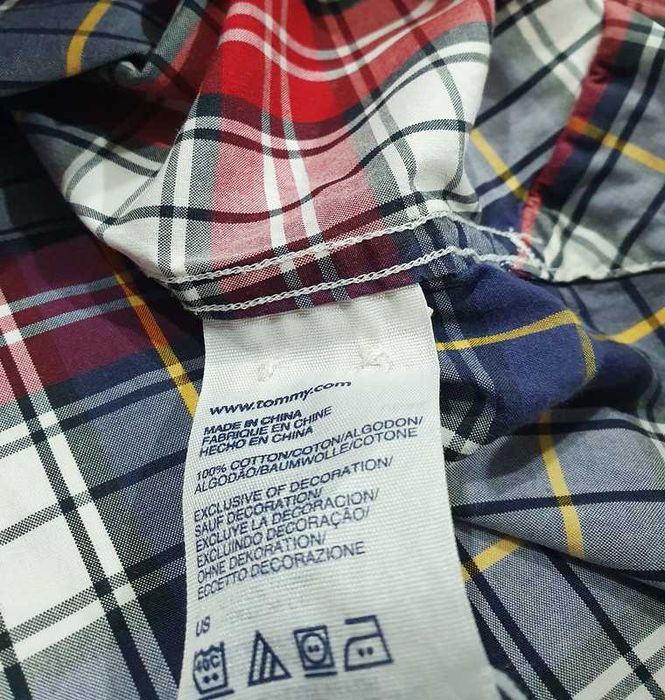 www.tommy.com
MADE IN CHINA
FABRIQUE EN CHINE
HECHO EN CHINA
100% COTTON/COTON/ALGODON/
ALGODÃO/BAUMWOLLE/COTONE
EXCLUSIVE OF DECORATION/
SAUF DECORATION/
EXCLUYE LA DECORACION/
EXCLUINDO DECORAÇÃO/
OHNE DEKORATION/
ECCETTO DECORAZIONE
US
40C